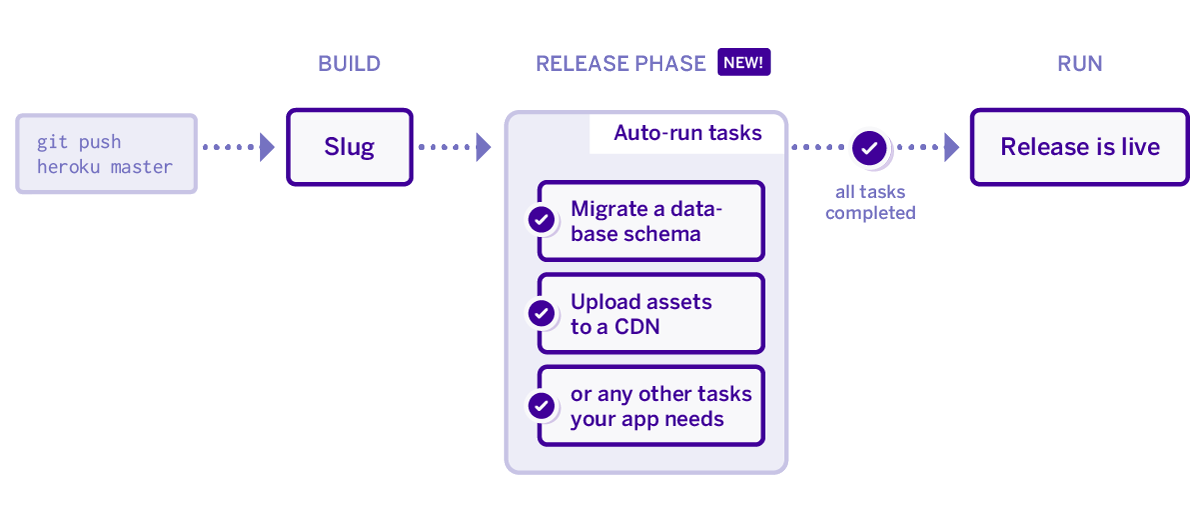 BUILD
RELEASE PHASE NEW!
RUN
git push
heroku master
Slug
Auto-run tasks
Migrate a data-
base schema
Upload assets
to a CDN
or any other tasks
your app needs
all tasks
completed
Release is live